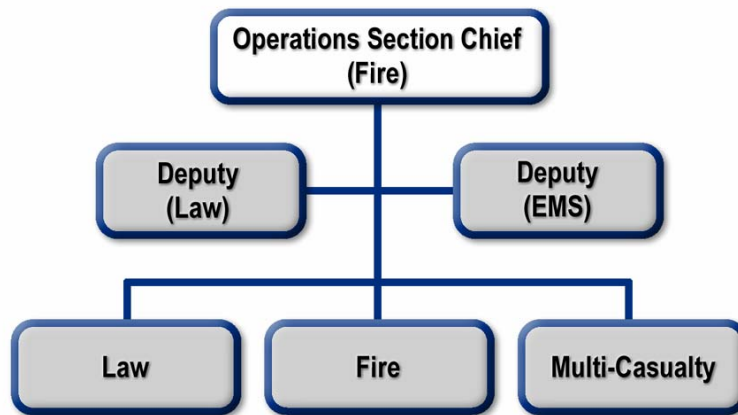 Operations Section Chief
(Fire)
Deputy
(Law)
Deputy
(EMS)
Law
Fire
Multi-Casualty